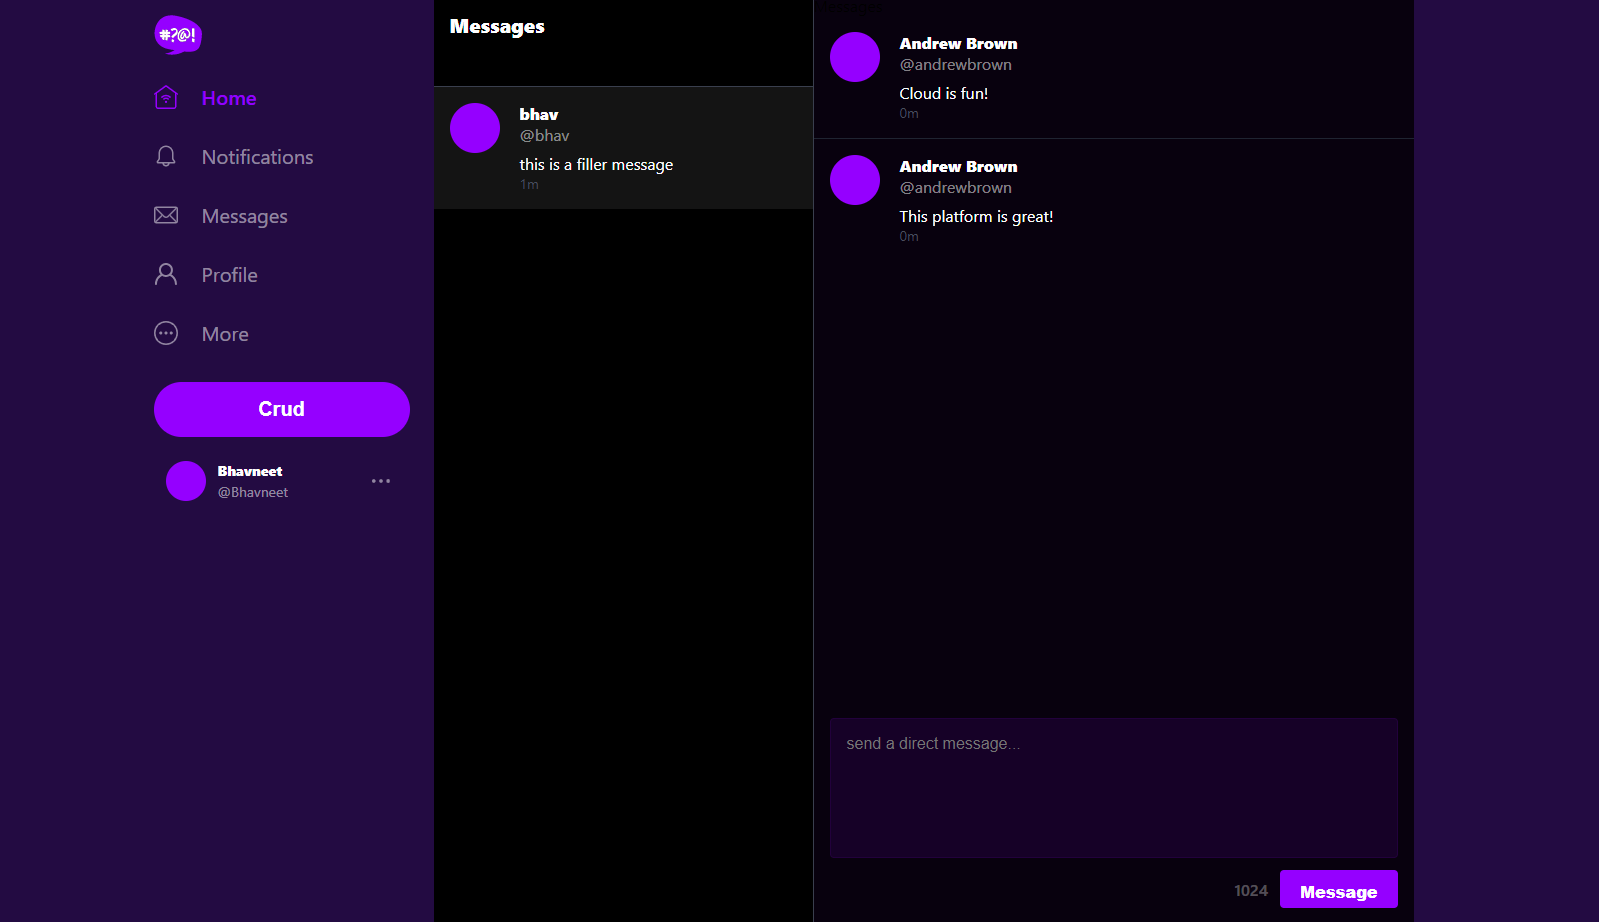 #?@!
Home
Notifications
Messages
Profile
More
Crud
Bhavneet
@Bhavneet
Messages
bhav
@bhav
this is a filler message
1m
Messages
Andrew Brown
@andrewbrown
Cloud is fun!
0m
Andrew Brown
@andrewbrown
This platform is great!
0m
send a direct message...
1024
Message